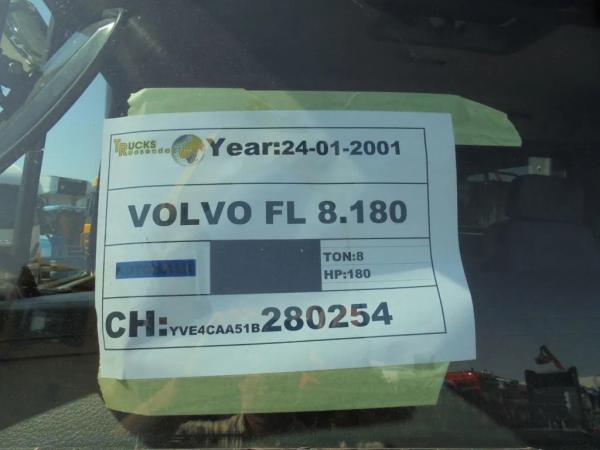 TRUCKS
Roosendaal
Year:24-01-2001
VOLVO FL 8.180
TON:8
HP:180
CH:YVE4CAA51B280254